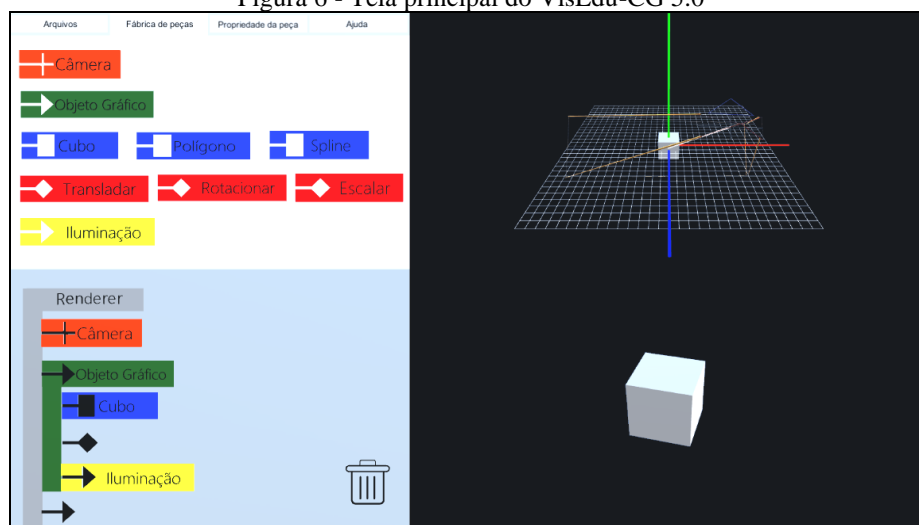 Figura 6 - Tela principal do VisEdu-CG 5.0
Arquivos Fábrica de peças Propriedade da peça Ajuda
Câmera
Objeto Gráfico
Cubo Polígono Spline
Transladar Rotacionar Escalar
Iluminação
Renderer
Câmera
Objeto Gráfico
Cubo
Iluminação